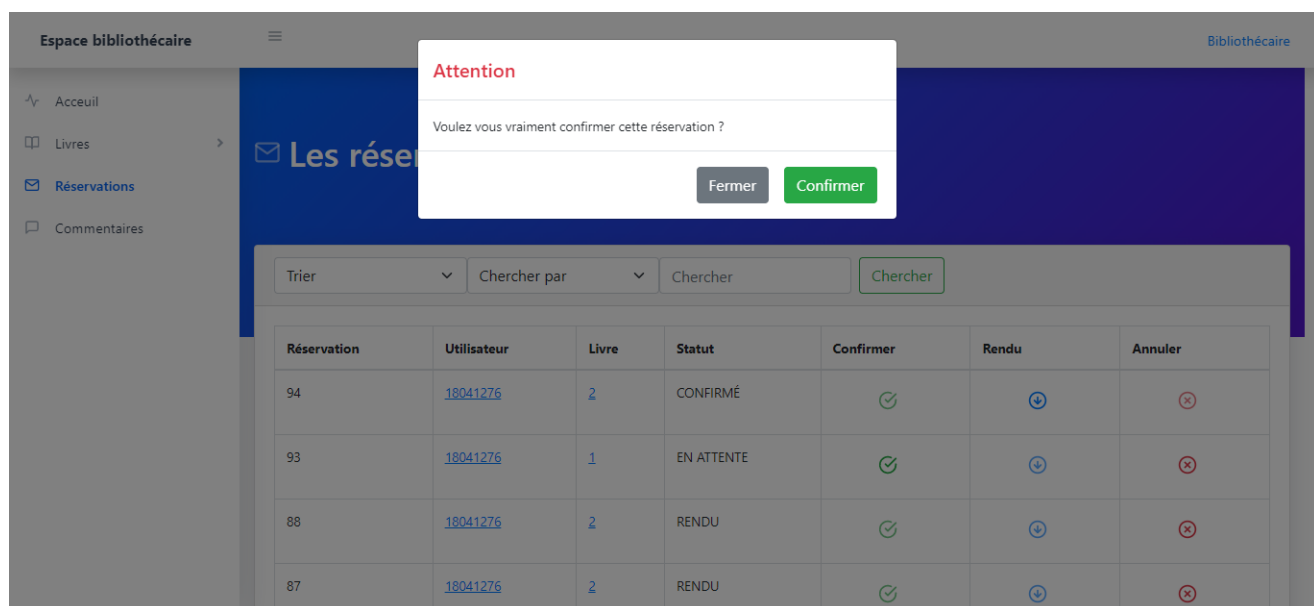 Espace bibliothécaire
Bibliothécaire
Attention
Voulez vous vraiment confirmer cette réservation ?
Fermer Confirmer
Acceuil
Livres
Réservations
Commentaires
Les rése
Trier Chercher par Chercher Chercher
Réservation Utilisateur Livre Statut Confirmer Rendu Annuler
94 18041276 2 CONFIRMÉ
93 18041276 1 EN ATTENTE
88 18041276 2 RENDU
87 18041276 2 RENDU